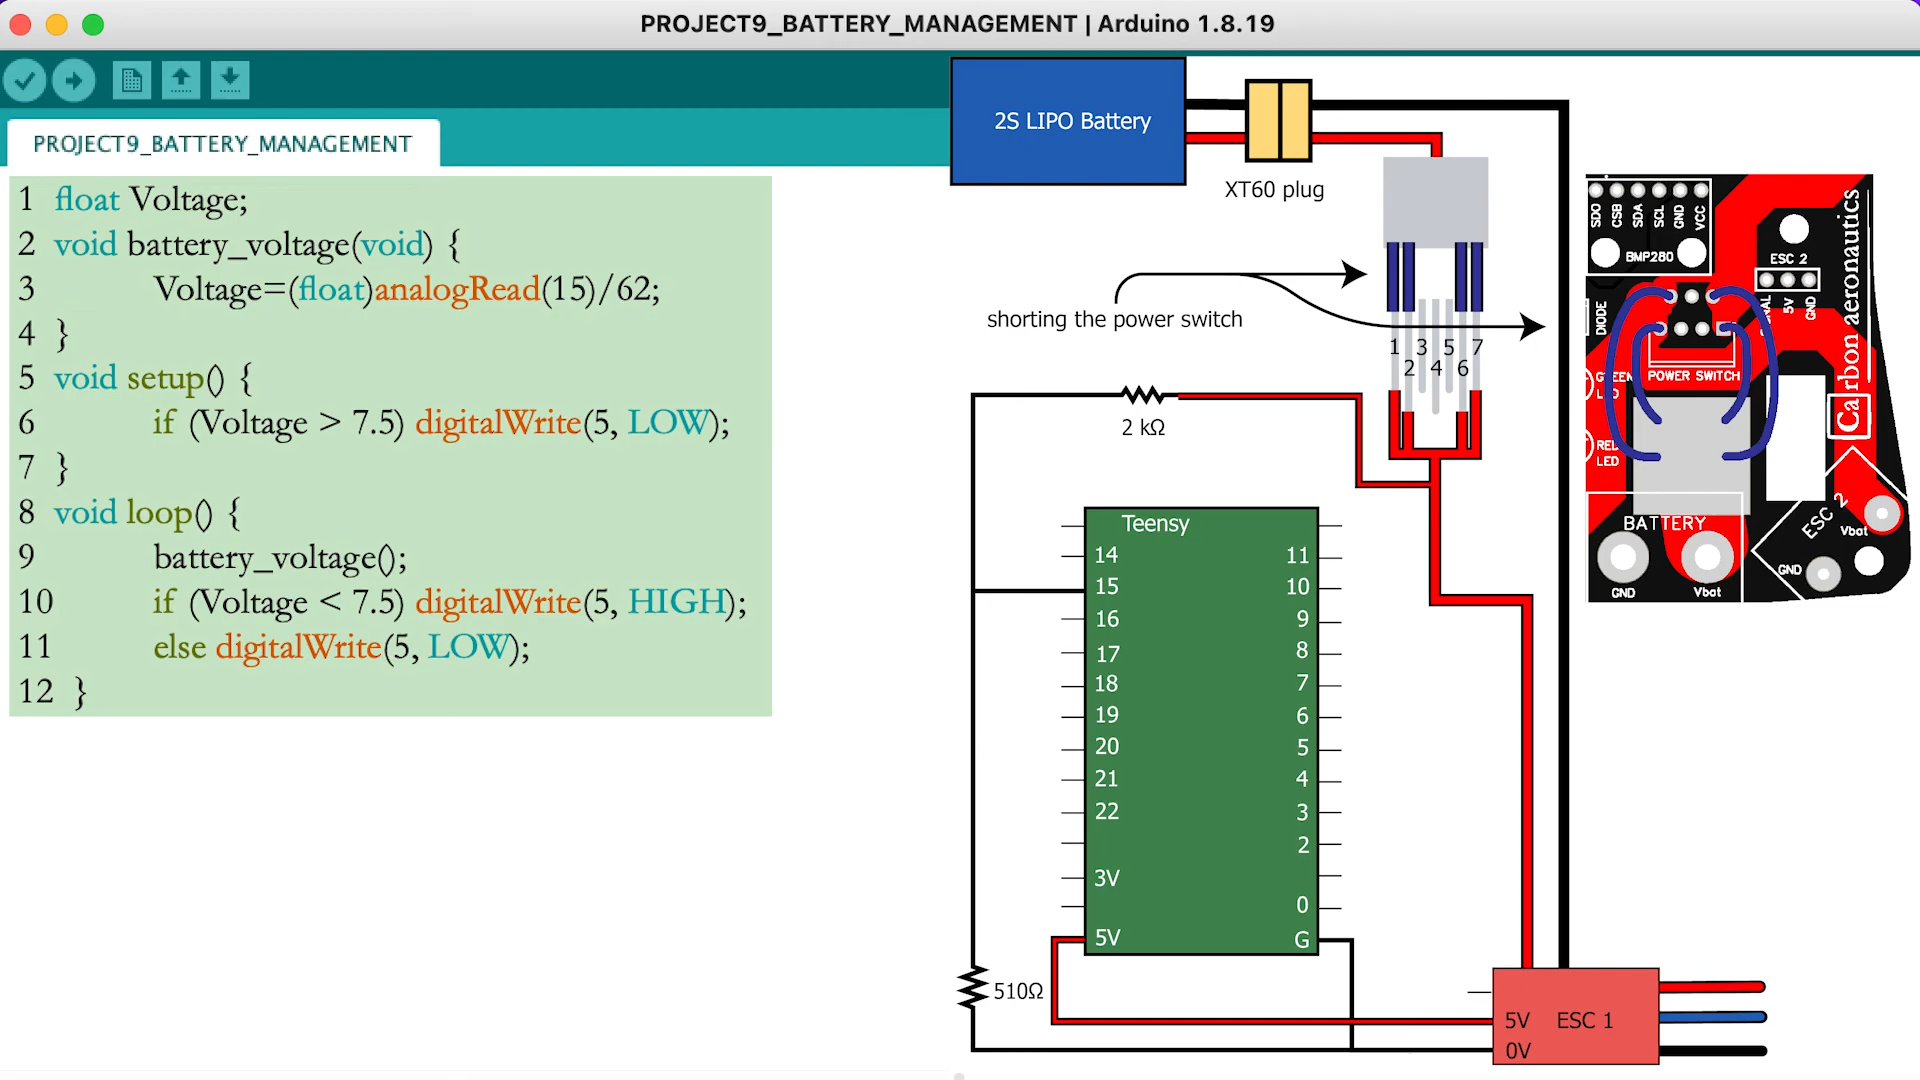 PROJECT9_BATTERY_MANAGEMENT | Arduino 1.8.19
PROJECT9_BATTERY_MANAGEMENT
1 float Voltage;
2 void battery_voltage(void) {
3 Voltage=(float)analogRead(15)/62;
4 }
5 void setup() {
6 if (Voltage > 7.5) digitalWrite(5, LOW);
7 }
8 void loop() {
9 battery_voltage();
10 if (Voltage < 7.5) digitalWrite(5, HIGH);
11 else digitalWrite(5, LOW);
12 }
2S LIPO Battery
XT60 plug
shorting the power switch
1 3 5 7
2 4 6
2 kΩ
Teensy
14 11
15 10
16 9
17 8
18 7
19 6
20 5
21 4
22 3
2
3V
0
5V G
510Ω
5V ESC 1
0V
SDO
CSB
SDA
SCL
GND
VCC
BMP280
ESC 2
5V
GND
DIODE
POWER SWITCH
Carbon aeronautics
LED
LED
BATTERY
GND Vbat
ESC 2
Vbat
GND